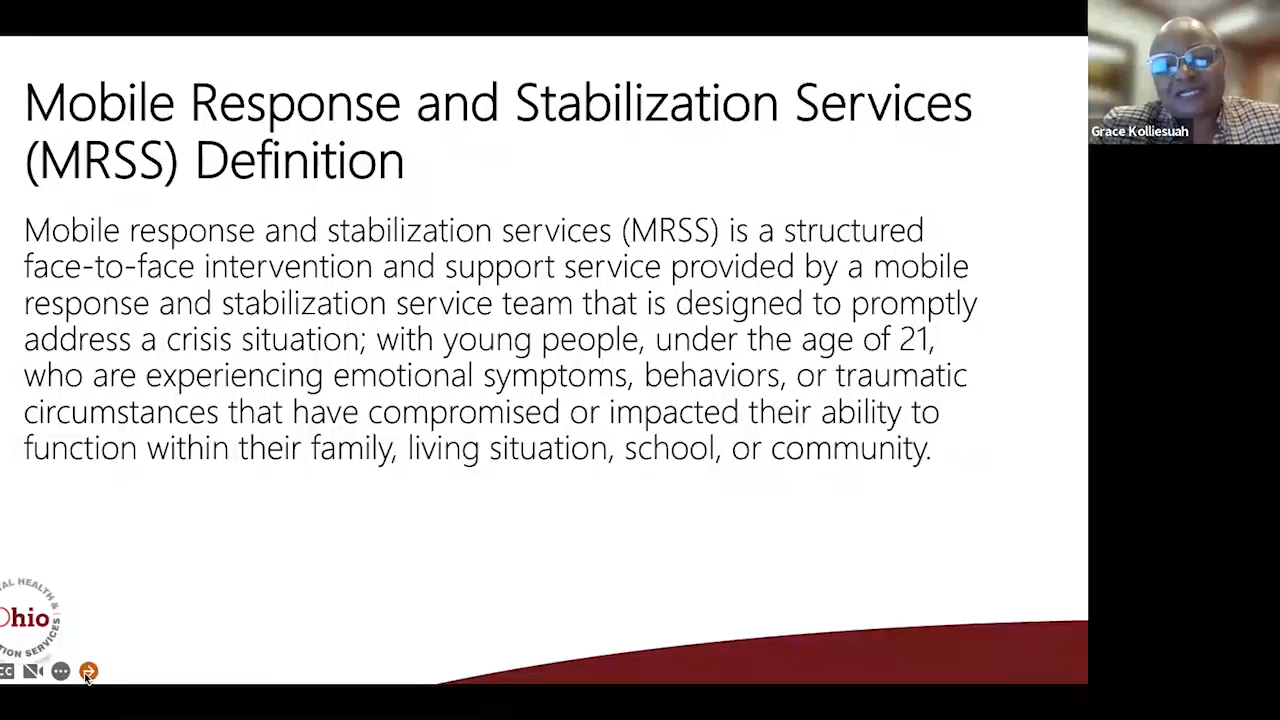 Mobile Response and Stabilization Services
(MRSS) Definition
Mobile response and stabilization services (MRSS) is a structured
face-to-face intervention and support service provided by a mobile
response and stabilization service team that is designed to promptly
address a crisis situation; with young people, under the age of 21,
who are experiencing emotional symptoms, behaviors, or traumatic
circumstances that have compromised or impacted their ability to
function within their family, living situation, school, or community.
Grace Kolliesuah
HEALTH &
Ohio
SERVICES
CC